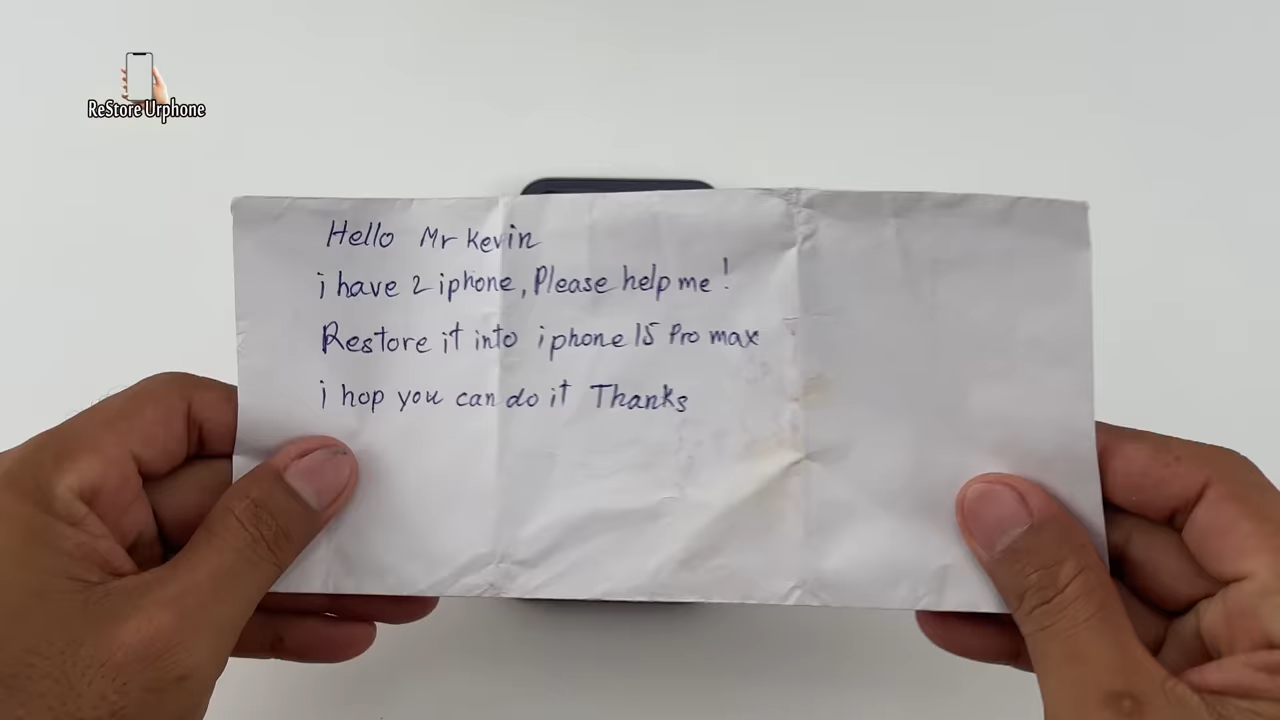 ReStore Urphone
Hello Mr Kevin
i have 2 iphone, Please help me !
Restore it into iphone 15 Pro max
i hop you can do it Thanks